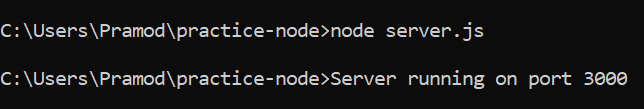 C:\Users\Pramod\practice-node>node server.js
C:\Users\Pramod\practice-node>Server running on port 3000